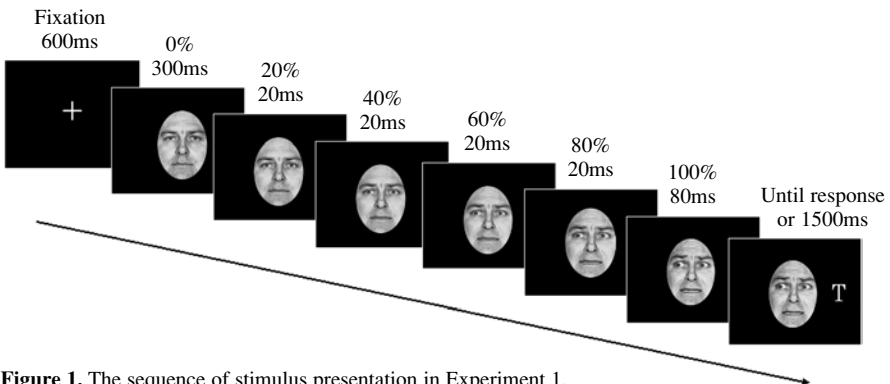 Fixation
600ms
0%
300ms
20%
20ms
40%
20ms
60%
20ms
80%
20ms
100%
80ms
Until response
or 1500ms
T
Figure 1. The sequence of stimulus presentation in Experiment 1.